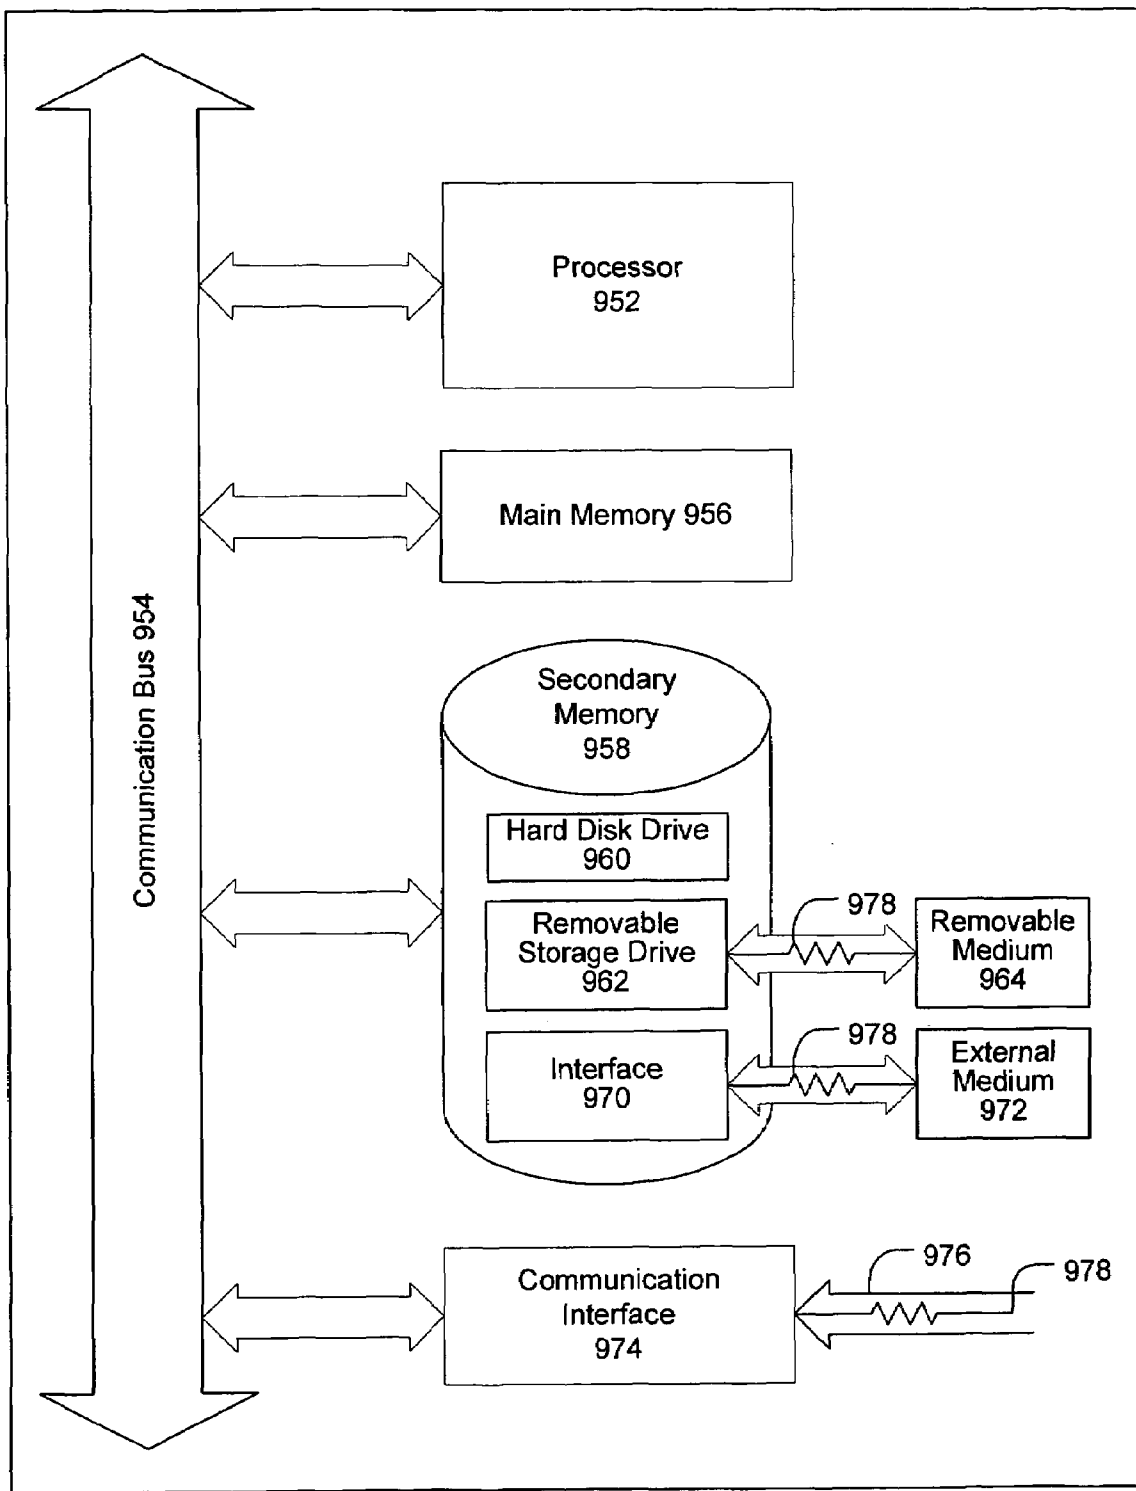 Communication Bus 954
Processor
952
Main Memory 956
Secondary
Memory
958
Hard Disk Drive
960
Removable
Storage Drive
962
978
Removable
Medium
964
Interface
970
978
External
Medium
972
Communication
Interface
974
976
978